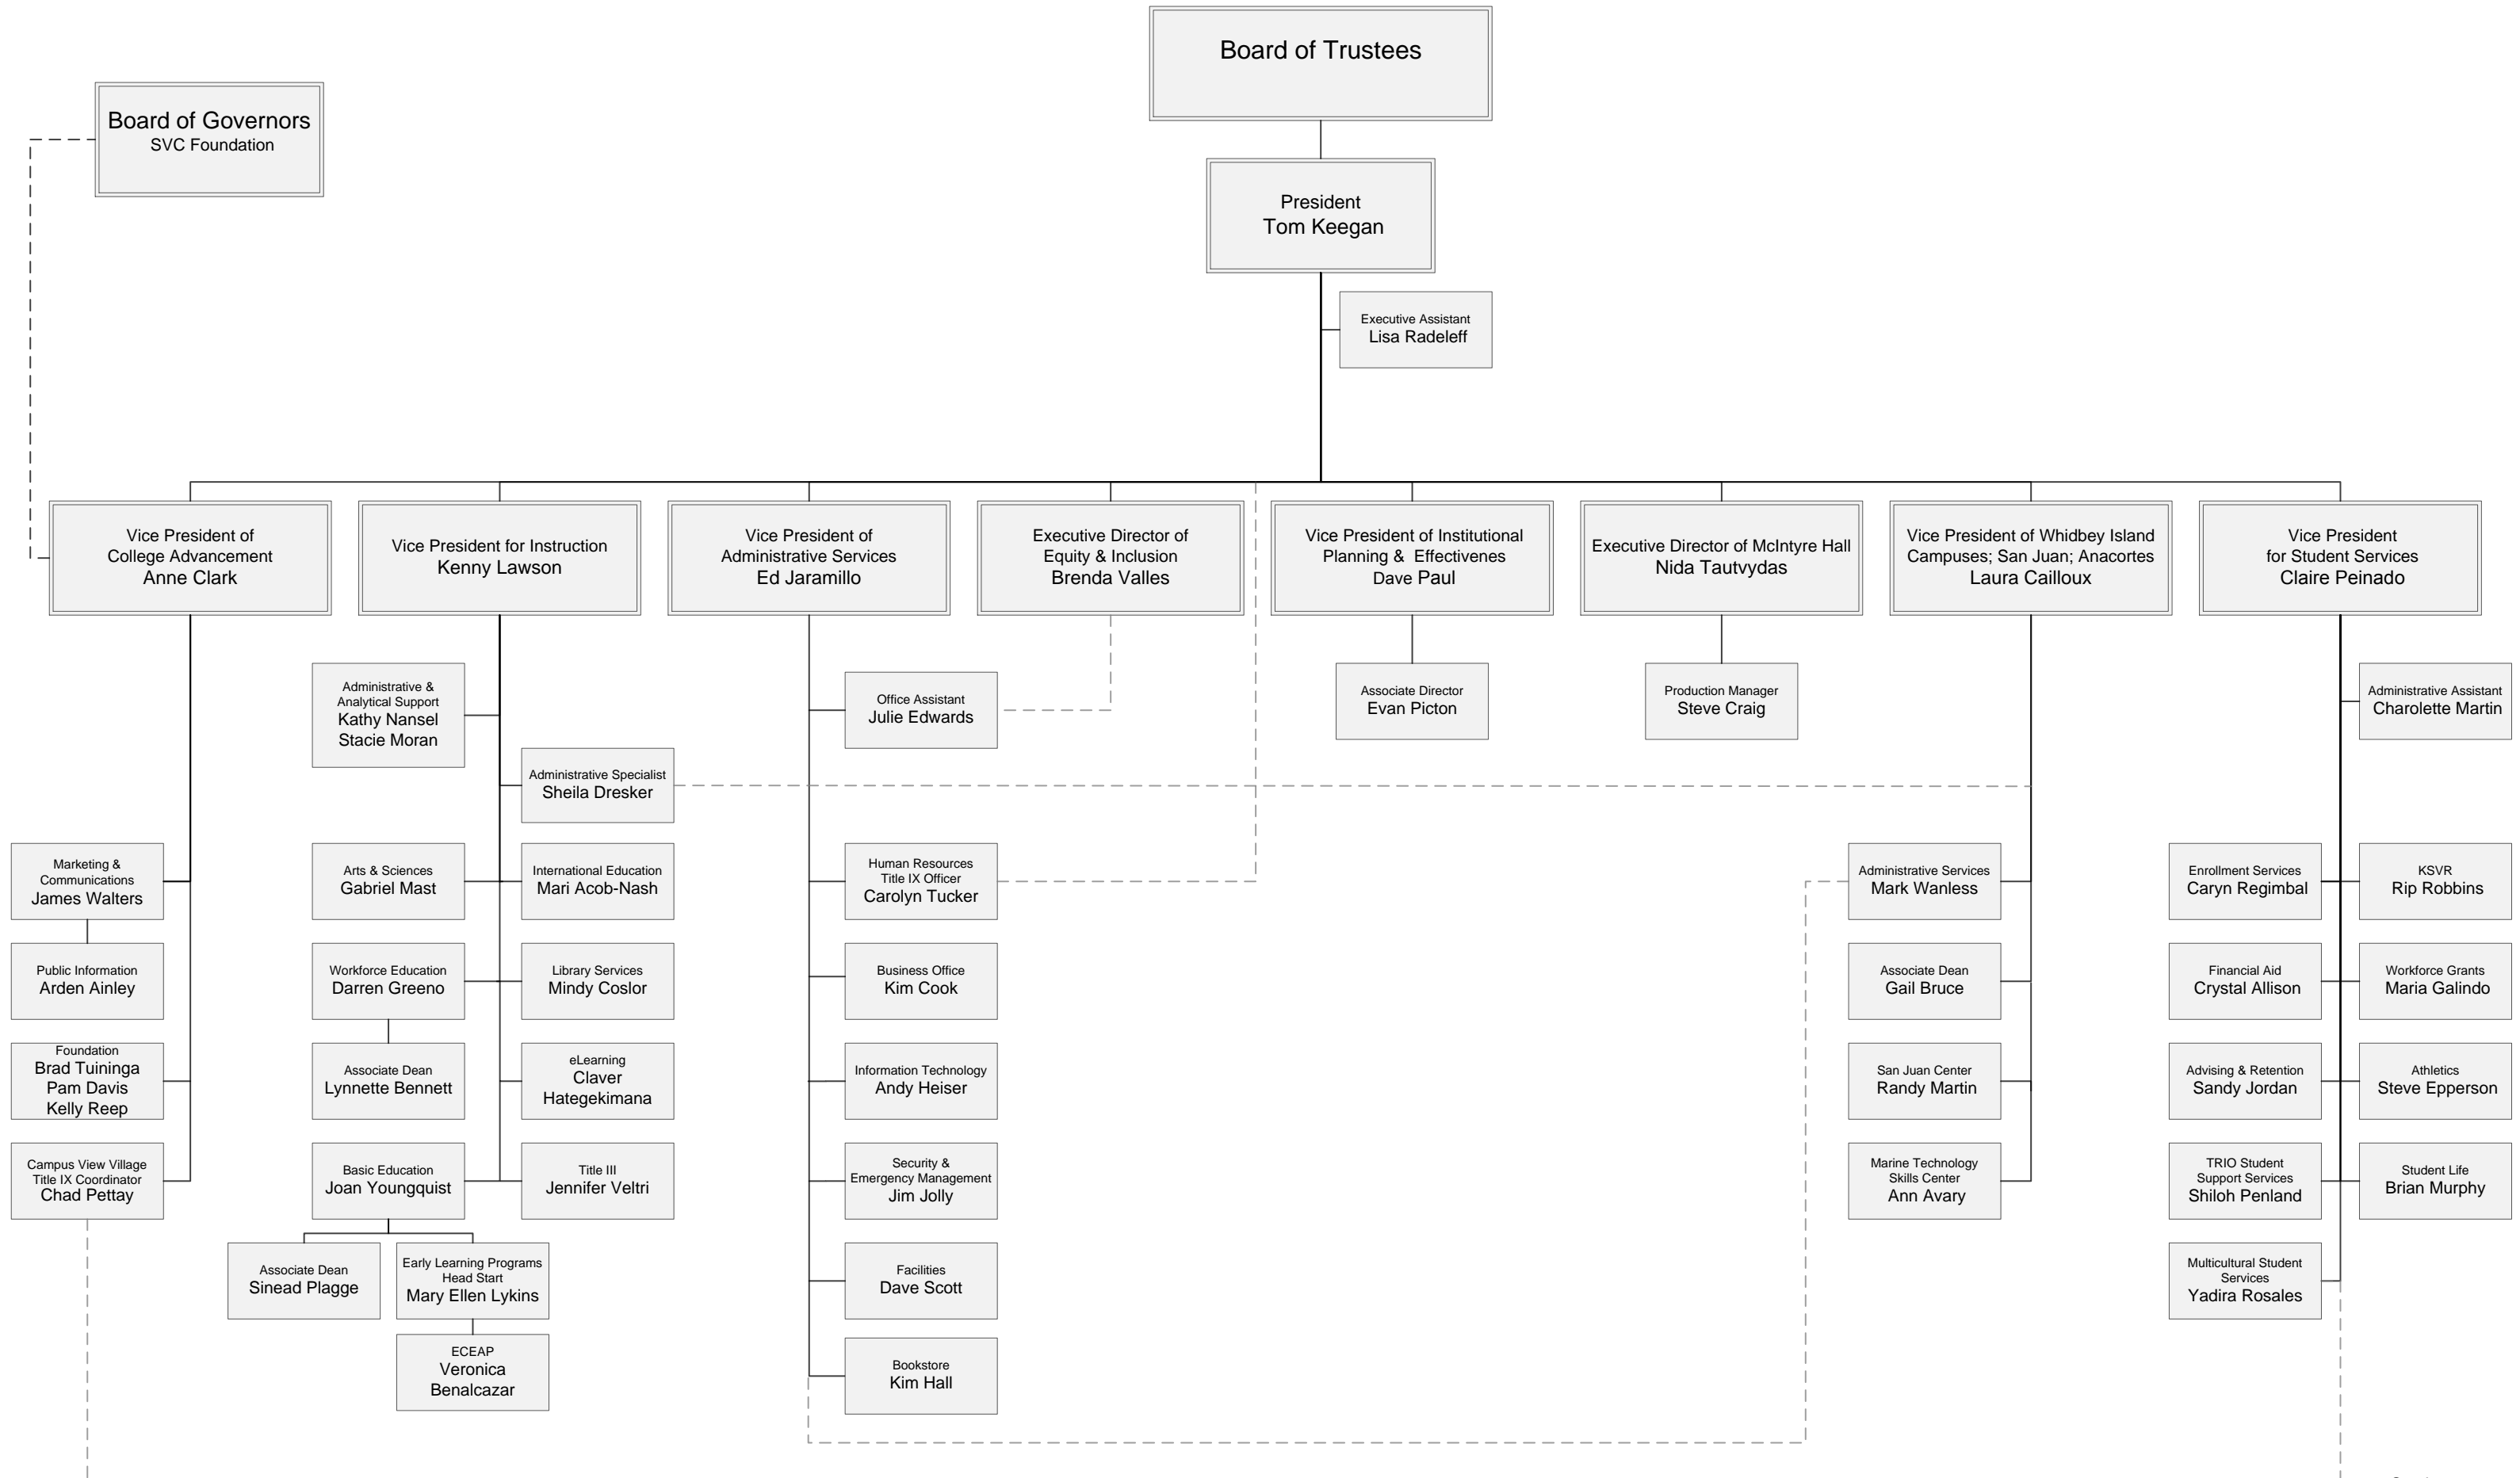 Board of Trustees
Board of Governors
SVC Foundation
President
Tom Keegan
Executive Assistant
Lisa Radeleff
Vice President of
College Advancement
Anne Clark
Vice President for Instruction
Kenny Lawson
Vice President of
Administrative Services
Ed Jaramillo
Executive Director of
Equity & Inclusion
Brenda Valles
Vice President of Institutional
Planning & Effectivenes
Dave Paul
Executive Director of McIntyre Hall
Nida Tautvydas
Vice President of Whidbey Island
Campuses; San Juan; Anacortes
Laura Cailloux
Vice President
for Student Services
Claire Peinado
Administrative &
Analytical Support
Kathy Nansel
Stacie Moran
Office Assistant
Julie Edwards
Associate Director
Evan Picton
Production Manager
Steve Craig
Administrative Assistant
Charolette Martin
Administrative Specialist
Sheila Dresker
Marketing &
Communications
James Walters
Arts & Sciences
Gabriel Mast
International Education
Mari Acob-Nash
Human Resources
Title IX Officer
Carolyn Tucker
Administrative Services
Mark Wanless
Enrollment Services
Caryn Regimbal
KSVR
Rip Robbins
Public Information
Arden Ainley
Workforce Education
Darren Greeno
Library Services
Mindy Coslor
Business Office
Kim Cook
Associate Dean
Gail Bruce
Financial Aid
Crystal Allison
Workforce Grants
Maria Galindo
Foundation
Brad Tuininga
Pam Davis
Kelly Reep
Associate Dean
Lynnette Bennett
eLearning
Claver
Hategekimana
Information Technology
Andy Heiser
San Juan Center
Randy Martin
Advising & Retention
Sandy Jordan
Athletics
Steve Epperson
Campus View Village
Title IX Coordinator
Chad Pettay
Basic Education
Joan Youngquist
Title III
Jennifer Veltri
Security &
Emergency Management
Jim Jolly
Marine Technology
Skills Center
Ann Avary
TRIO Student
Support Services
Shiloh Penland
Student Life
Brian Murphy
Associate Dean
Sinead Plagge
Early Learning Programs
Head Start
Mary Ellen Lykins
Facilities
Dave Scott
Multicultural Student
Services
Yadira Rosales
ECEAP
Veronica
Benalcazar
Bookstore
Kim Hall